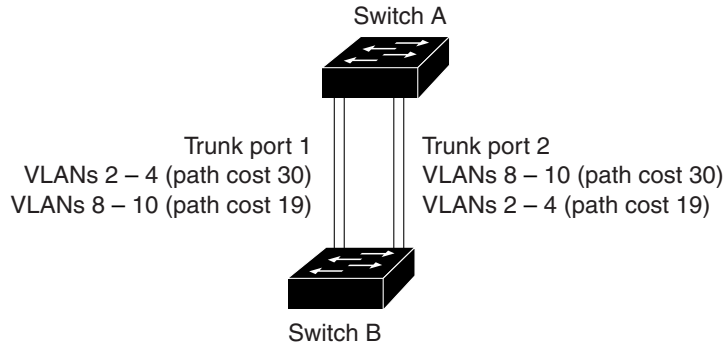 Switch A
Trunk port 1
VLANs 2 – 4 (path cost 30)
VLANs 8 – 10 (path cost 19)
Trunk port 2
VLANs 8 – 10 (path cost 30)
VLANs 2 – 4 (path cost 19)
Switch B